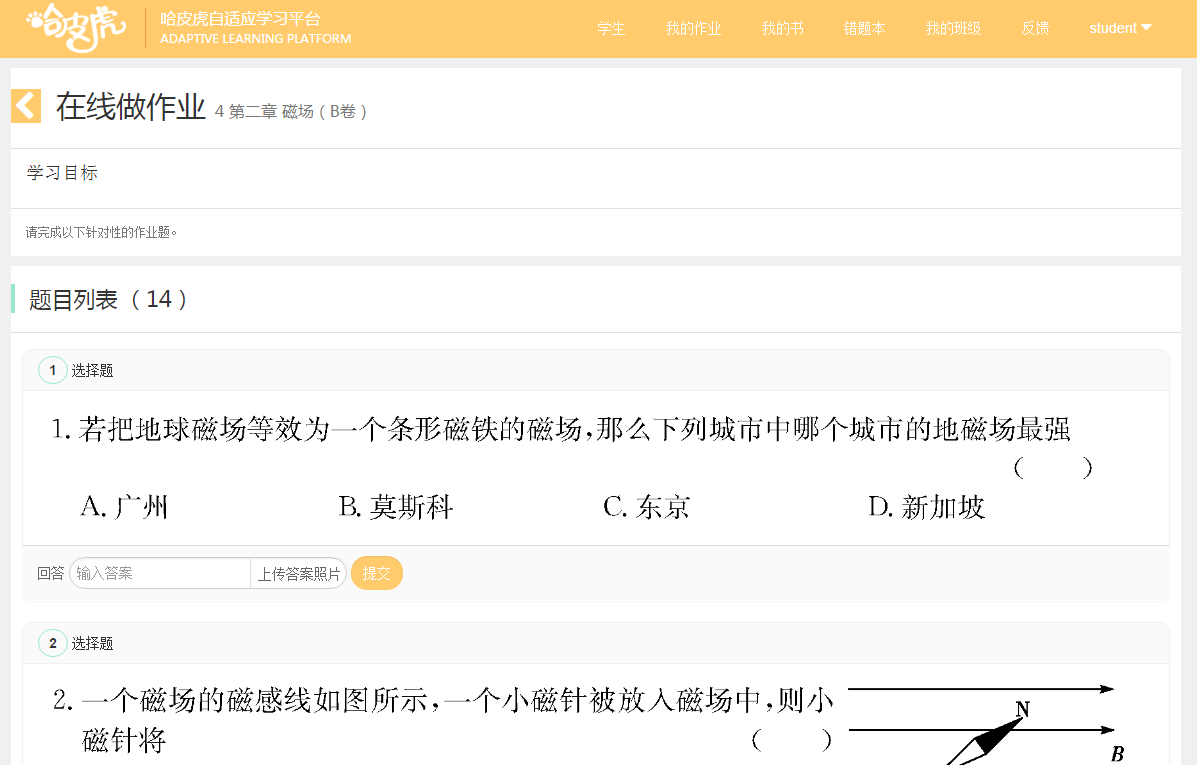 哈皮虎
哈皮虎自适应学习平台
ADAPTIVE LEARNING PLATFORM
学生 我的作业 我的书 错题本 我的班级 反馈 student
在线做作业 4 第二章 磁场（B卷）
学习目标
请完成以下针对性的作业题。
题目列表（14）
1 选择题
1. 若把地球磁场等效为一个条形磁铁的磁场,那么下列城市中哪个城市的地磁场最强
（ ）
A. 广州 B. 莫斯科 C. 东京 D. 新加坡
回答 输入答案 上传答案照片 提交
2 选择题
2. 一个磁场的磁感线如图所示,一个小磁针被放入磁场中,则小
磁针将 （ ）
N
B